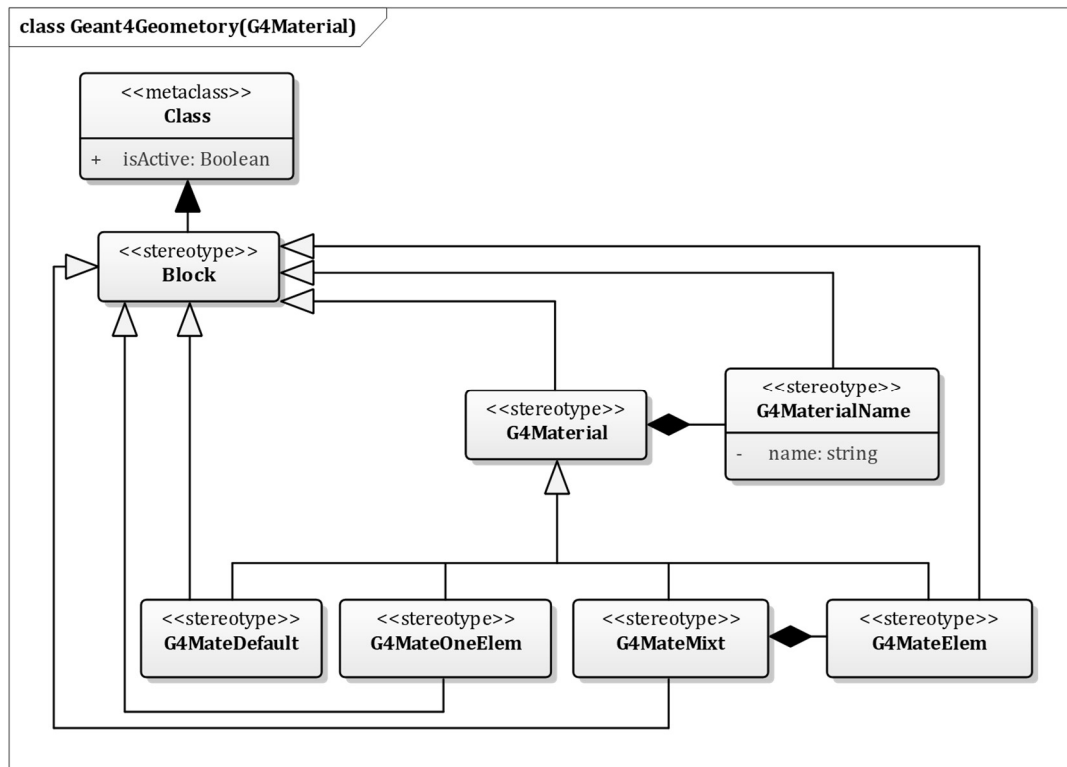 class Geant4Geometory(G4Material)
<<metaclass>>
Class
+ isActive: Boolean
<<stereotype>>
Block
<<stereotype>>
G4Material
<<stereotype>>
G4MaterialName
- name: string
<<stereotype>>
G4MateDefault
<<stereotype>>
G4MateOneElem
<<stereotype>>
G4MateMixt
<<stereotype>>
G4MateElem